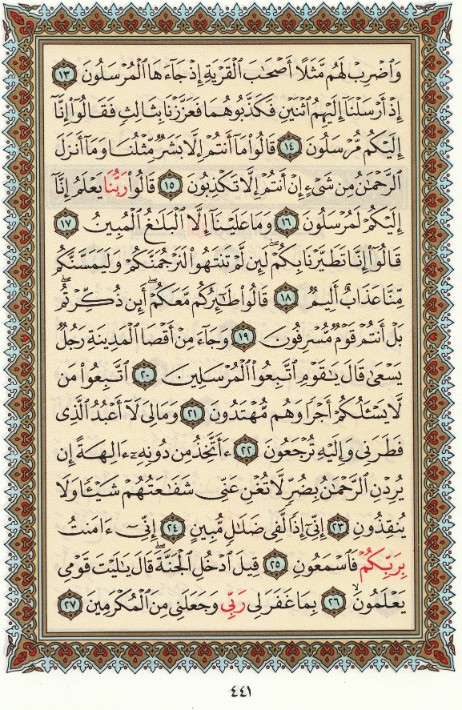 وَٱضْرِبْ لَهُم مَّثَلًا أَصْحَٰبَ ٱلْقَرْيَةِ إِذْ جَآءَهَا ٱلْمُرْسَلُونَ ١٣
إِذْ أَرْسَلْنَآ إِلَيْهِمُ ٱثْنَيْنِ فَكَذَّبُوهُمَا فَعَزَّزْنَا بِثَالِثٍ فَقَالُوٓا۟ إِنَّآ
إِلَيْكُم مُّرْسَلُونَ ١٤ قَالُوا۟ مَآ أَنتُمْ إِلَّا بَشَرٌ مِّثْلُنَا وَمَآ أَنزَلَ
ٱلرَّحْمَٰنُ مِن شَىْءٍ إِنْ أَنتُمْ إِلَّا تَكْذِبُونَ ١٥ قَالُوا۟ رَبُّنَا يَعْلَمُ إِنَّآ
إِلَيْكُمْ لَمُرْسَلُونَ ١٦ وَمَا عَلَيْنَآ إِلَّا ٱلْبَلَٰغُ ٱلْمُبِينُ ١٧
قَالُوٓا۟ إِنَّا تَطَيَّرْنَا بِكُمْ ۖ لَئِن لَّمْ تَنتَهُوا۟ لَنَرْجُمَنَّكُمْ وَلَيَمَسَّنَّكُم
مِّنَّا عَذَابٌ أَلِيمٌ ١٨ قَالُوا۟ طَٰٓئِرُكُم مَّعَكُمْ ۚ أَئِن ذُكِّرْتُم ۚ
بَلْ أَنتُمْ قَوْمٌ مُّسْرِفُونَ ١٩ وَجَآءَ مِنْ أَقْصَا ٱلْمَدِينَةِ رَجُلٌ
يَسْعَىٰ قَالَ يَٰقَوْمِ ٱتَّبِعُوا۟ ٱلْمُرْسَلِينَ ٢٠ ٱتَّبِعُوا۟ مَن
لَّا يَسْـَٔلُكُمْ أَجْرًا وَهُم مُّهْتَدُونَ ٢١ وَمَا لِىَ لَآ أَعْبُدُ ٱلَّذِى
فَطَرَنِى وَإِلَيْهِ تُرْجَعُونَ ٢٢ ءَأَتَّخِذُ مِن دُونِهِۦٓ ءَالِهَةً إِن
يُرِدْنِ ٱلرَّحْمَٰنُ بِضُرٍّ لَّا تُغْنِ عَنِّى شَفَٰعَتُهُمْ شَيْـًٔا وَلَا
يُنقِذُونِ ٢٣ إِنِّىٓ إِذًا لَّفِى ضَلَٰلٍ مُّبِينٍ ٢٤ إِنِّىٓ ءَامَنتُ
بِرَبِّكُمْ فَٱسْمَعُونِ ٢٥ قِيلَ ٱدْخُلِ ٱلْجَنَّةَ ۖ قَالَ يَٰلَيْتَ قَوْمِى
يَعْلَمُونَ ٢٦ بِمَا غَفَرَ لِى رَبِّى وَجَعَلَنِى مِنَ ٱلْمُكْرَمِينَ ٢٧
٤٤١